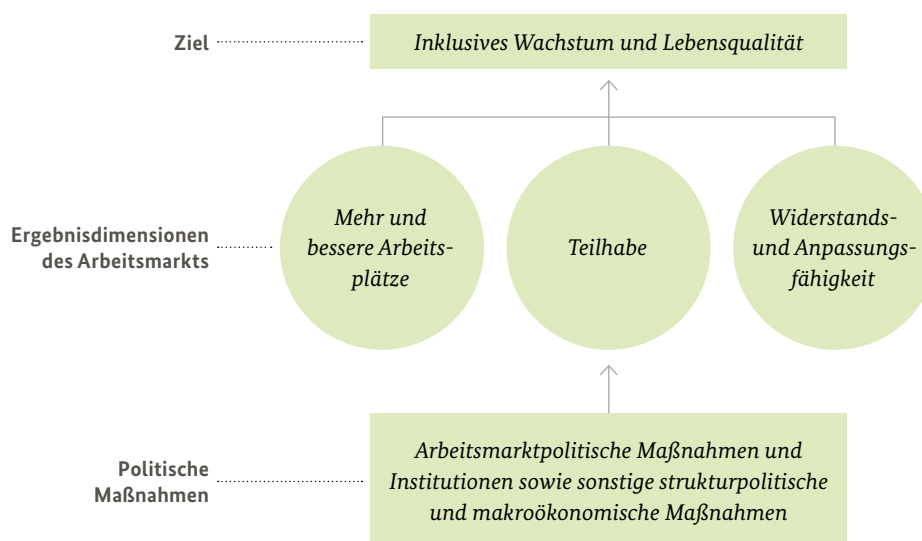 Ziel
Inklusives Wachstum und Lebensqualität
Ergebnisdimensionen
des Arbeitsmarkts
Mehr und
bessere Arbeits-
plätze
Teilhabe
Widerstands-
und Anpassungs-
fähigkeit
Politische
Maßnahmen
Arbeitsmarktpolitische Maßnahmen und
Institutionen sowie sonstige strukturpolitische
und makroökonomische Maßnahmen